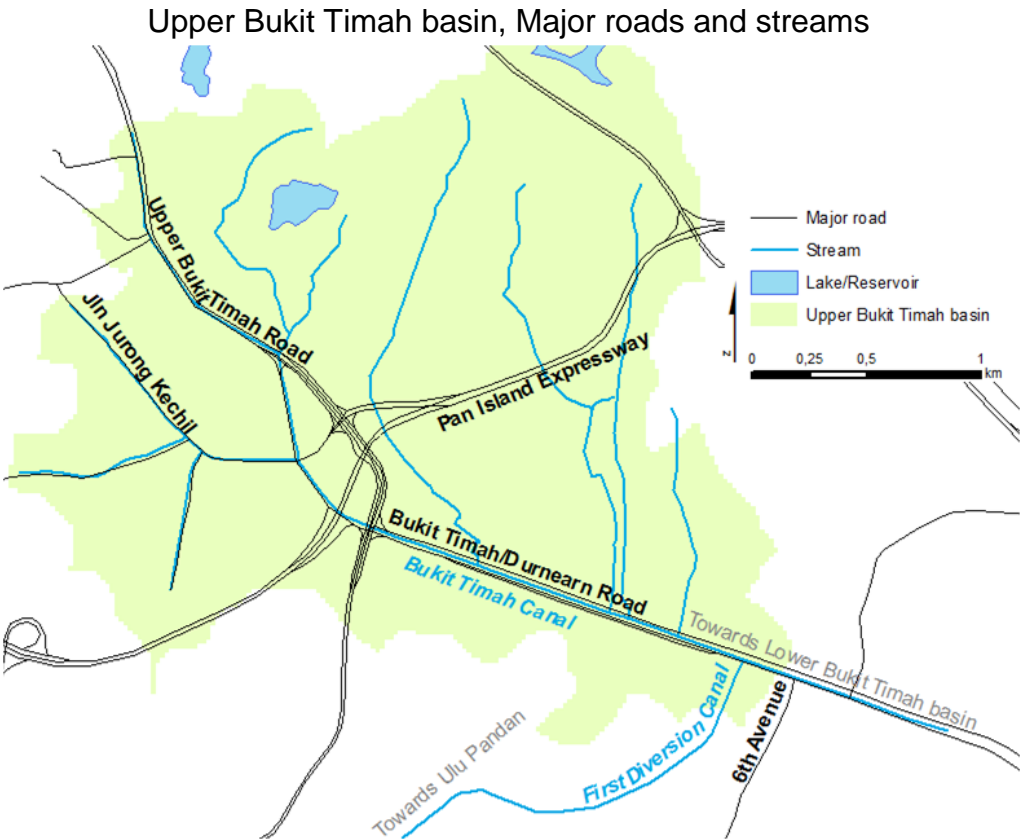 Upper Bukit Timah basin, Major roads and streams
Upper Bukit Timah Road
Jln Jurong Kechil
Pan Island Expressway
Bukit Timah/Durnearn Road
Bukit Timah Canal
Towards Lower Bukit Timah basin
First Diversion Canal
6th Avenue
Towards Ulu Pandan
Major road
Stream
Lake/Reservoir
Upper Bukit Timah basin
z
0 0,25 0,5 1
km